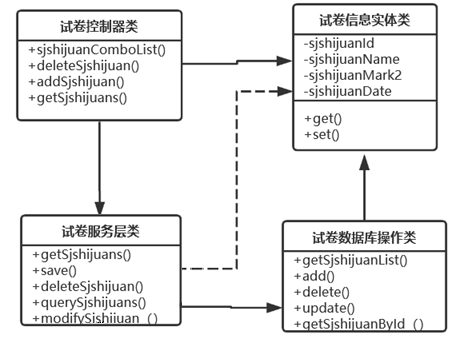 试卷控制器类
+sjshijuanComboList()
+deleteSjshijuan()
+addSjshijuan()
+getSjshijuans()
试卷信息实体类
-sjshijuanId
-sjshijuanName
-sjshijuanMark2
-sjshijuanDate
+get()
+set()
试卷服务层类
+getSjshijuans()
+save()
+deleteSjshijuan()
+querySjshijuans()
+modifySjshijuan ()
试卷数据库操作类
+getSjshijuanList()
+add()
+delete()
+update()
+getSjshijuanById ()